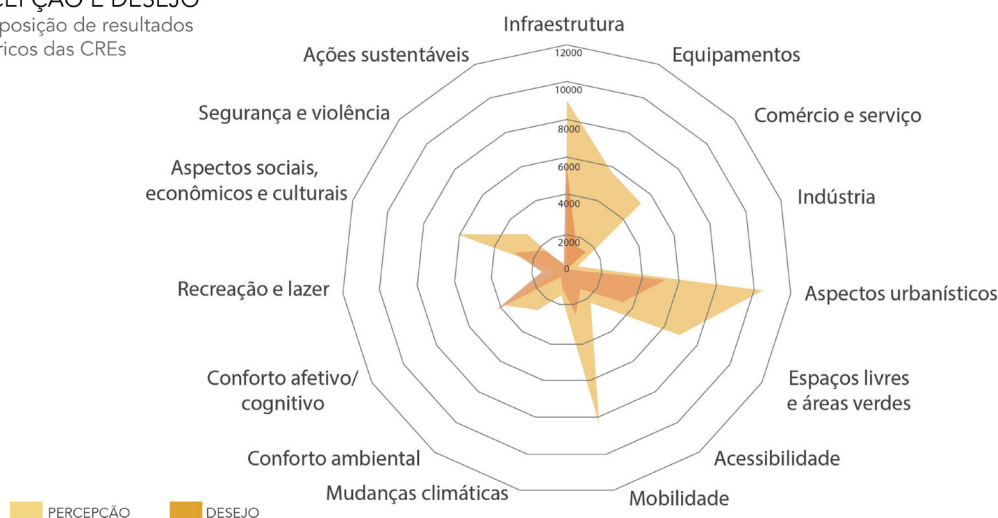 posição de resultados
ricos das CREs
Infraestrutura
Ações sustentáveis
Equipamentos
Segurança e violência
Comércio e serviço
Aspectos sociais,
econômicos e culturais
Indústria
Recreação e lazer
Aspectos urbanísticos
Conforto afetivo/
cognitivo
Espaços livres
e áreas verdes
Conforto ambiental
Acessibilidade
Mudanças climáticas
Mobilidade
12000
10000
8000
6000
4000
2000
0
PERCEPÇÃO
DESEJO